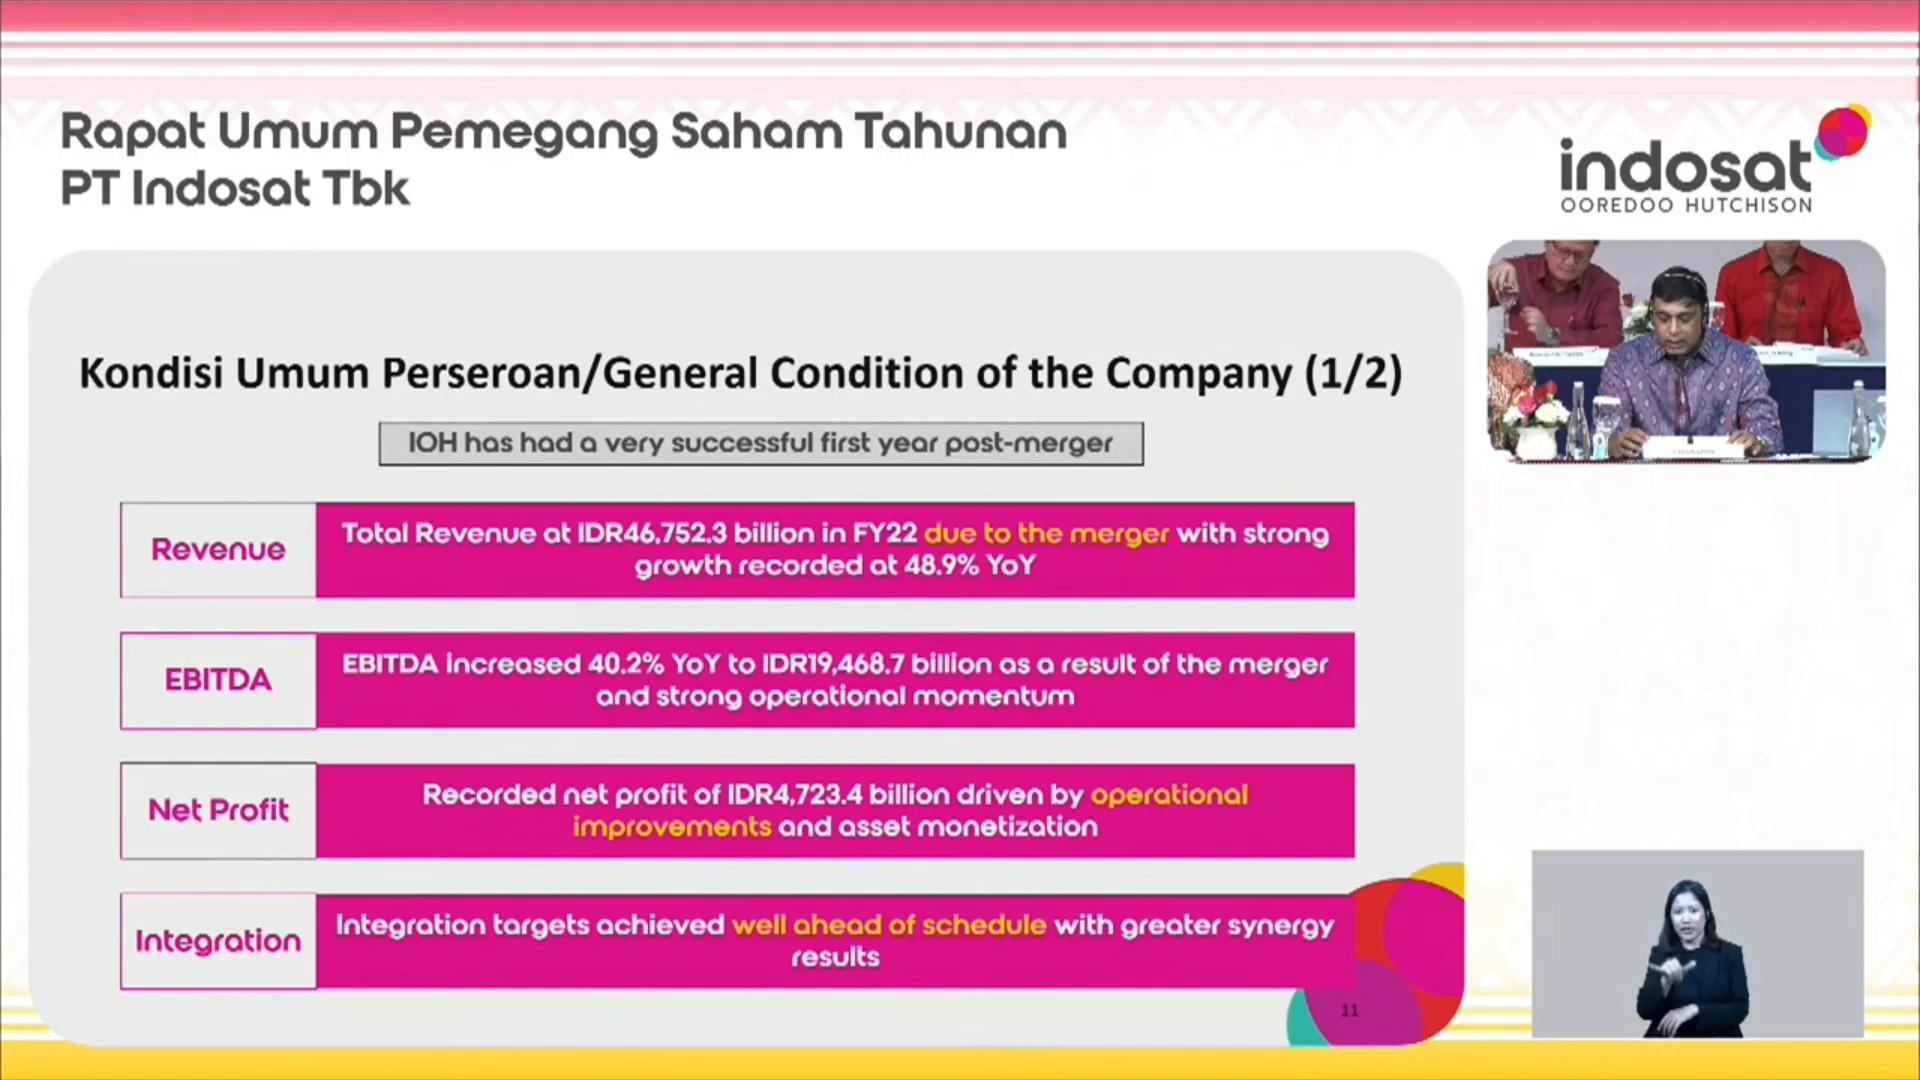 Rapat Umum Pemegang Saham Tahunan
PT Indosat Tbk
indosat
OOREDOO HUTCHISON
Kondisi Umum Perseroan/General Condition of the Company (1/2)
IOH has had a very successful first year post-merger
Revenue
Total Revenue at IDR46,752.3 billion in FY22 due to the merger with strong
growth recorded at 48.9% YoY
EBITDA
EBITDA increased 40.2% YoY to IDR19,468.7 billion as a result of the merger
and strong operational momentum
Net Profit
Recorded net profit of IDR4,723.4 billion driven by operational
improvements and asset monetization
Integration
Integration targets achieved well ahead of schedule with greater synergy
results
11